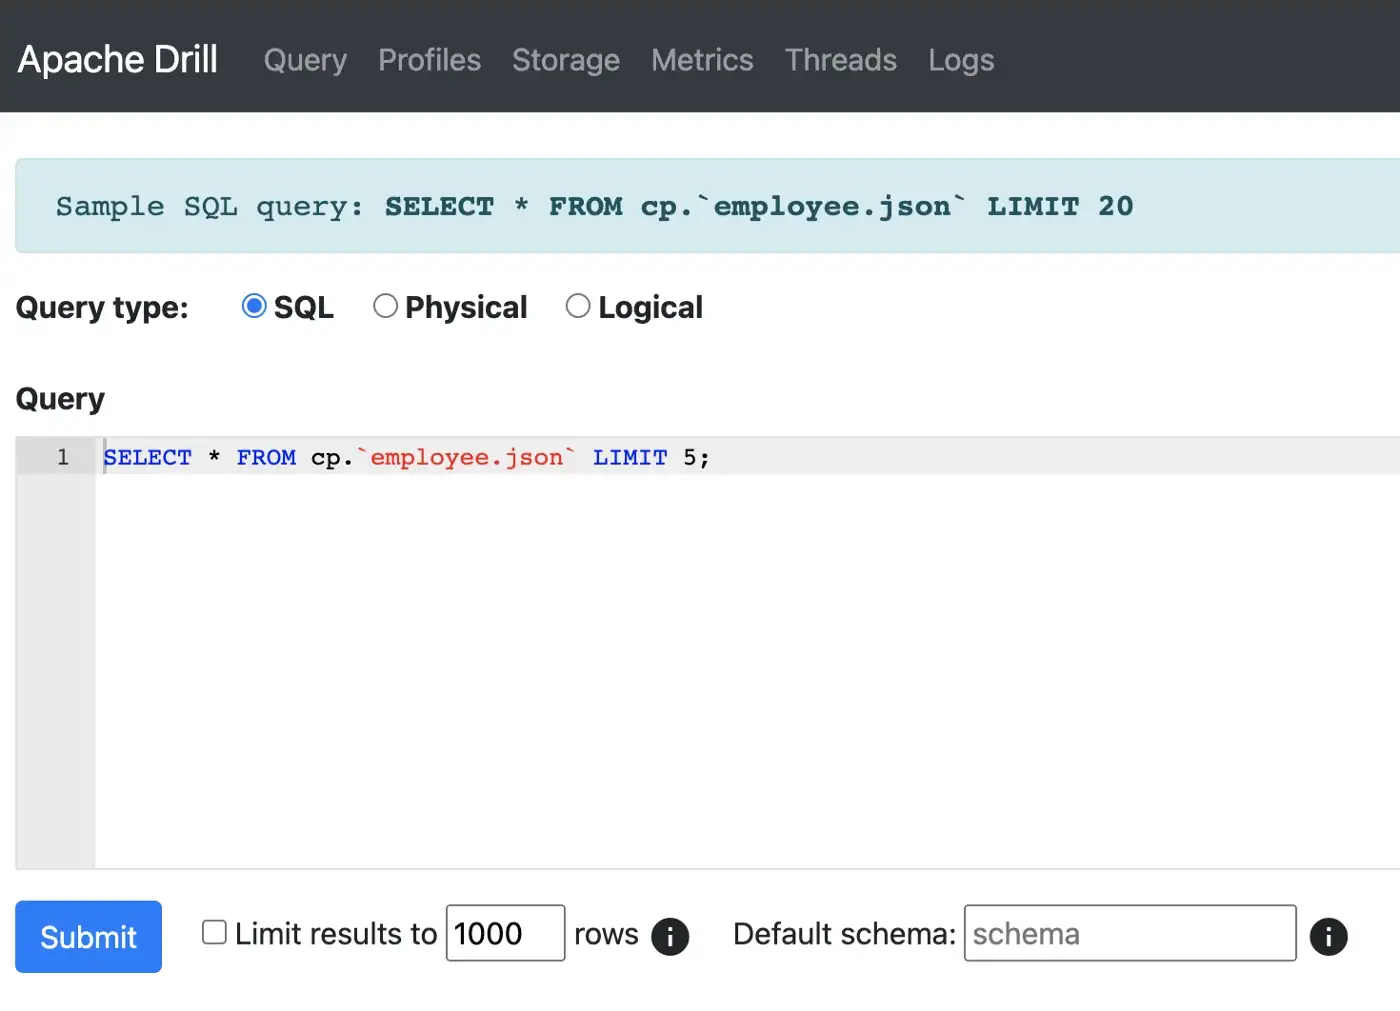 Apache Drill Query Profiles Storage Metrics Threads Logs
Sample SQL query: SELECT * FROM cp.`employee.json` LIMIT 20
Query type: SQL Physical Logical
Query
1 SELECT * FROM cp.`employee.json` LIMIT 5;
Submit Limit results to 1000 rows i Default schema: schema i